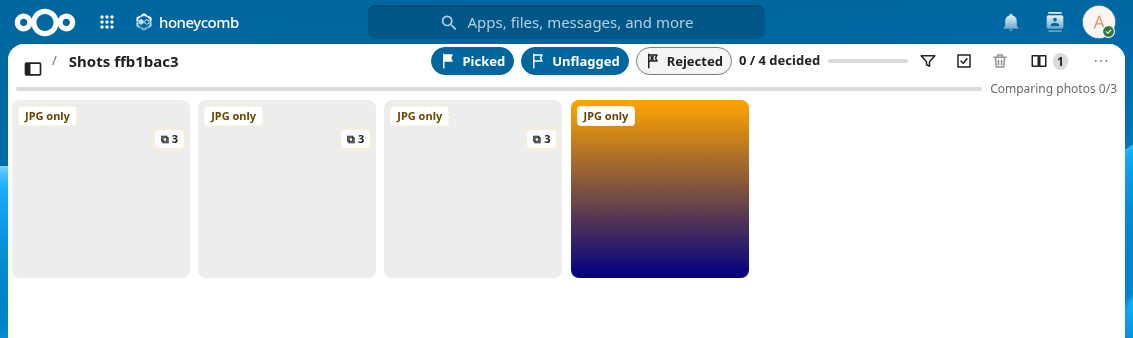 honeycomb
Apps, files, messages, and more
A
/ Shots ffb1bac3
Picked
Unflagged
Rejected
0 / 4 decided
1
Comparing photos 0/3
JPG only
3
JPG only
3
JPG only
3
JPG only